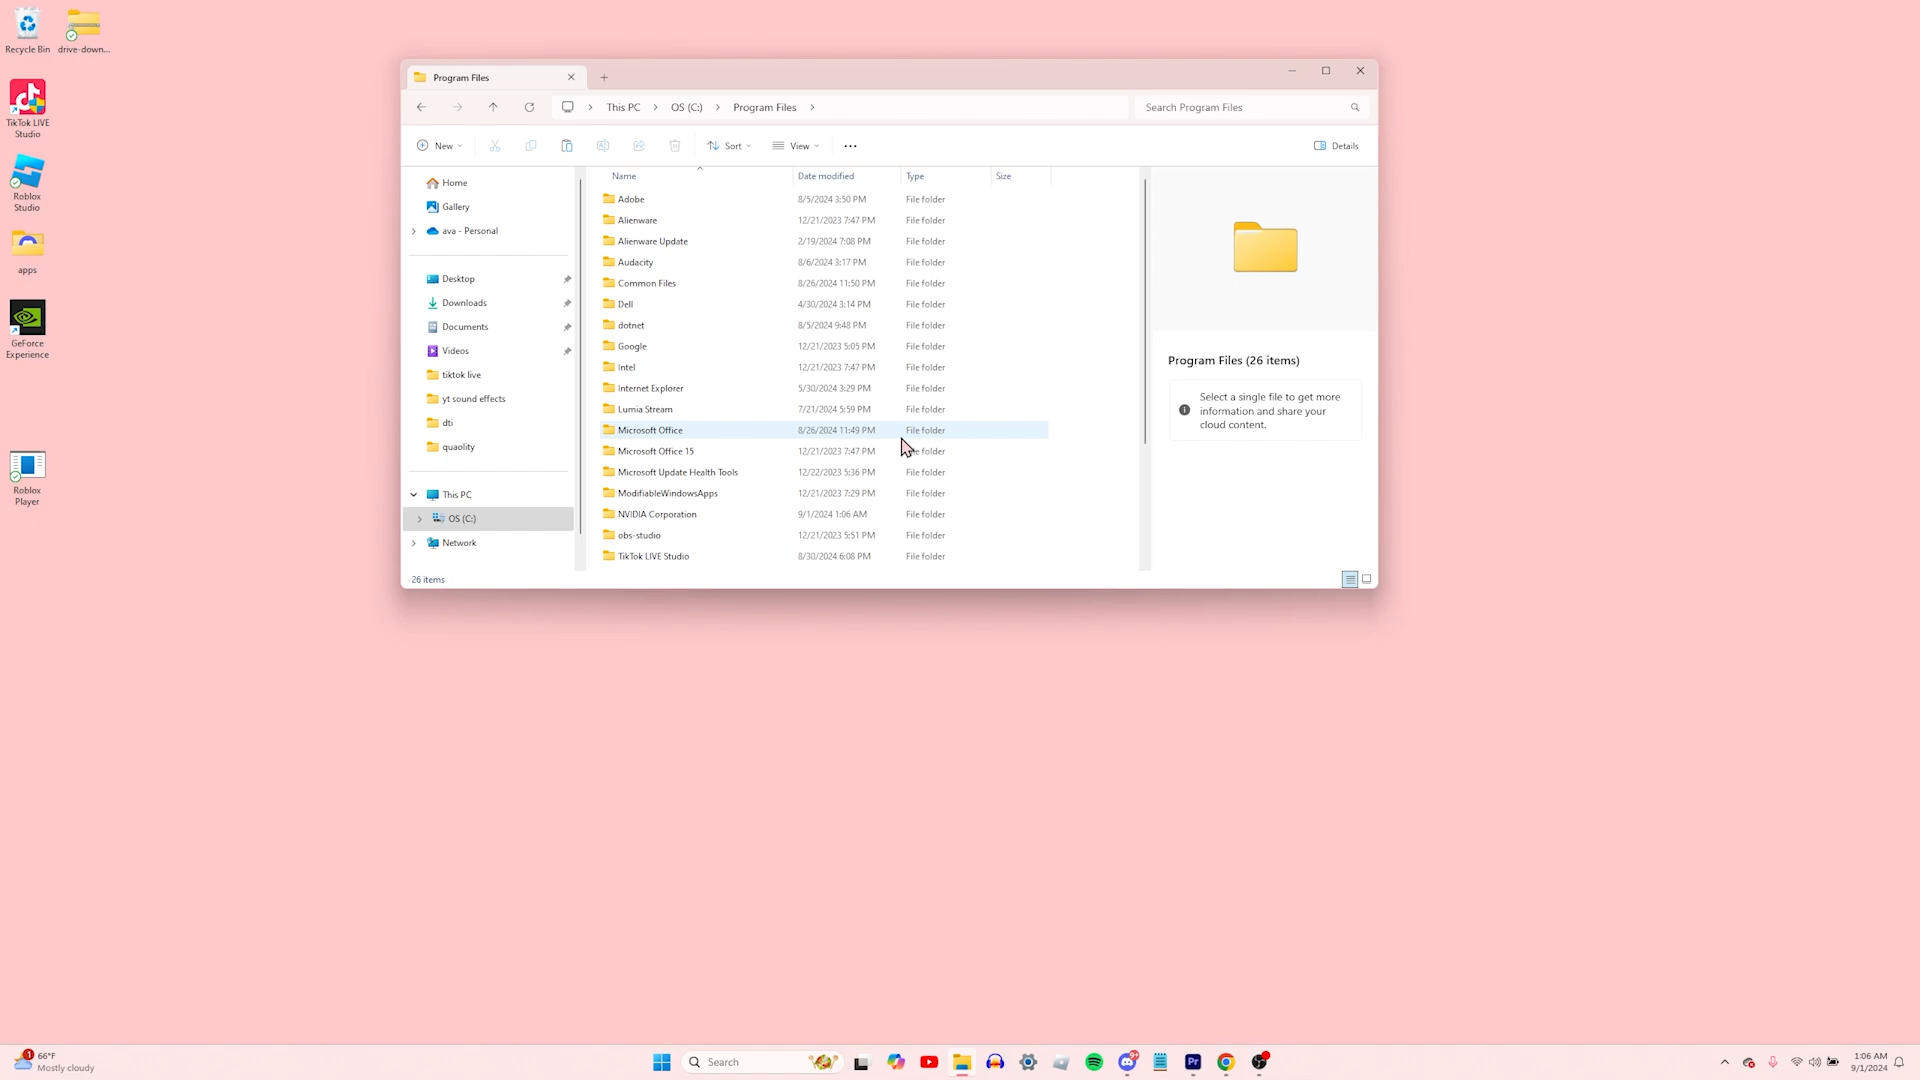 Recycle Bin
drive-down...
TikTok LIVE
Studio
Roblox
Studio
apps
GeForce
Experience
Roblox
Player
Program Files
This PC
OS (C:)
Program Files
Search Program Files
New
Sort
View
Details
Home
Gallery
ava - Personal
Desktop
Downloads
Documents
Videos
tiktok live
yt sound effects
dti
quaolity
This PC
OS (C:)
Network
Name Date modified Type Size
Adobe 8/5/2024 3:50 PM File folder
Alienware 12/21/2023 7:47 PM File folder
Alienware Update 2/19/2024 7:08 PM File folder
Audacity 8/6/2024 3:17 PM File folder
Common Files 8/26/2024 11:50 PM File folder
Dell 4/30/2024 3:14 PM File folder
dotnet 8/5/2024 9:48 PM File folder
Google 12/21/2023 5:05 PM File folder
Intel 12/21/2023 7:47 PM File folder
Internet Explorer 5/30/2024 3:29 PM File folder
Lumia Stream 7/21/2024 5:59 PM File folder
Microsoft Office 8/26/2024 11:49 PM File folder
Microsoft Office 15 12/21/2023 7:47 PM folder
Microsoft Update Health Tools 12/22/2023 5:36 PM File folder
ModifiableWindowsApps 12/21/2023 7:29 PM File folder
NVIDIA Corporation 9/1/2024 1:06 AM File folder
obs-studio 12/21/2023 5:51 PM File folder
TikTok LIVE Studio 8/30/2024 6:08 PM File folder
Program Files (26 items)
Select a single file to get more
information and share your
cloud content.
26 items
1
66°F
Mostly cloudy
Search
9+
Pr
1:06 AM
9/1/2024